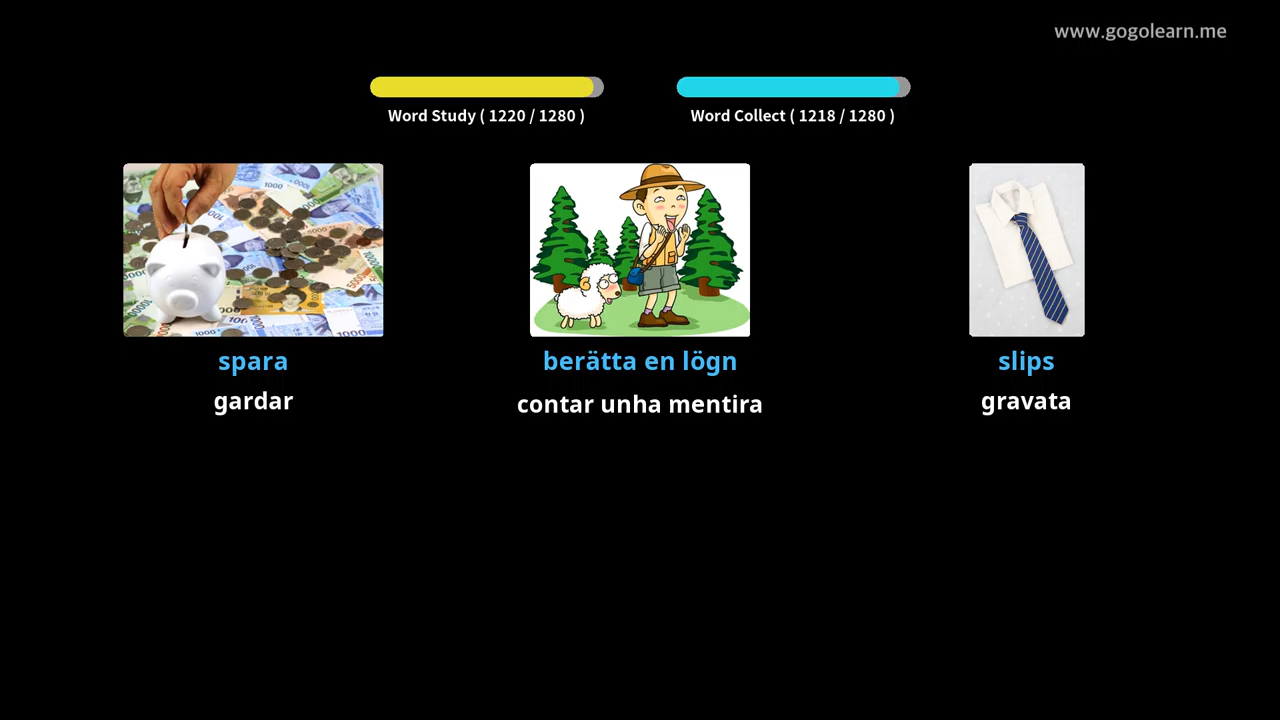 www.gogolearn.me
Word Study ( 1220 / 1280 )
Word Collect ( 1218 / 1280 )
spara
berätta en lögn
slips
gardar
contar unha mentira
gravata